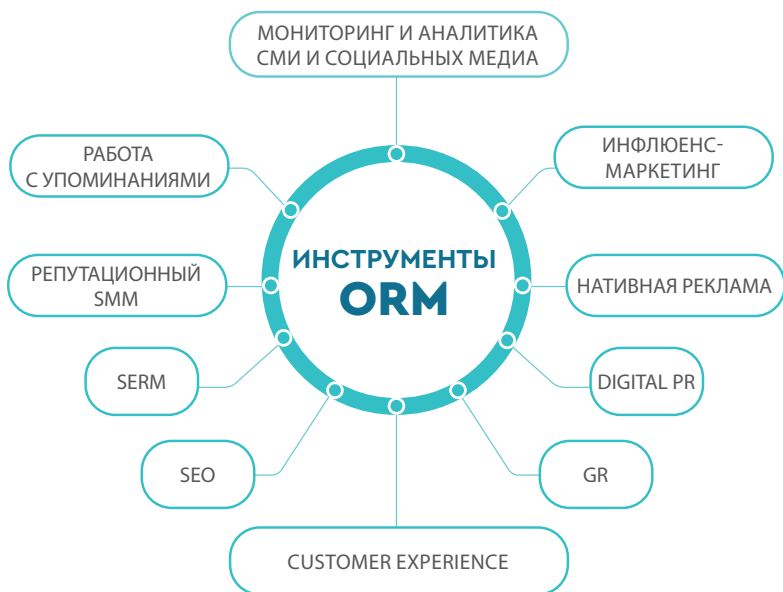 МОНИТОРИНГ И АНАЛИТИКА
СМИ И СОЦИАЛЬНЫХ МЕДИА
РАБОТА
С УПОМИНАНИЯМИ
ИНФЛЮЕНС-
МАРКЕТИНГ
ИНСТРУМЕНТЫ
ORM
РЕПУТАЦИОННЫЙ
SMM
НАТИВНАЯ РЕКЛАМА
SERM
DIGITAL PR
SEO
GR
CUSTOMER EXPERIENCE